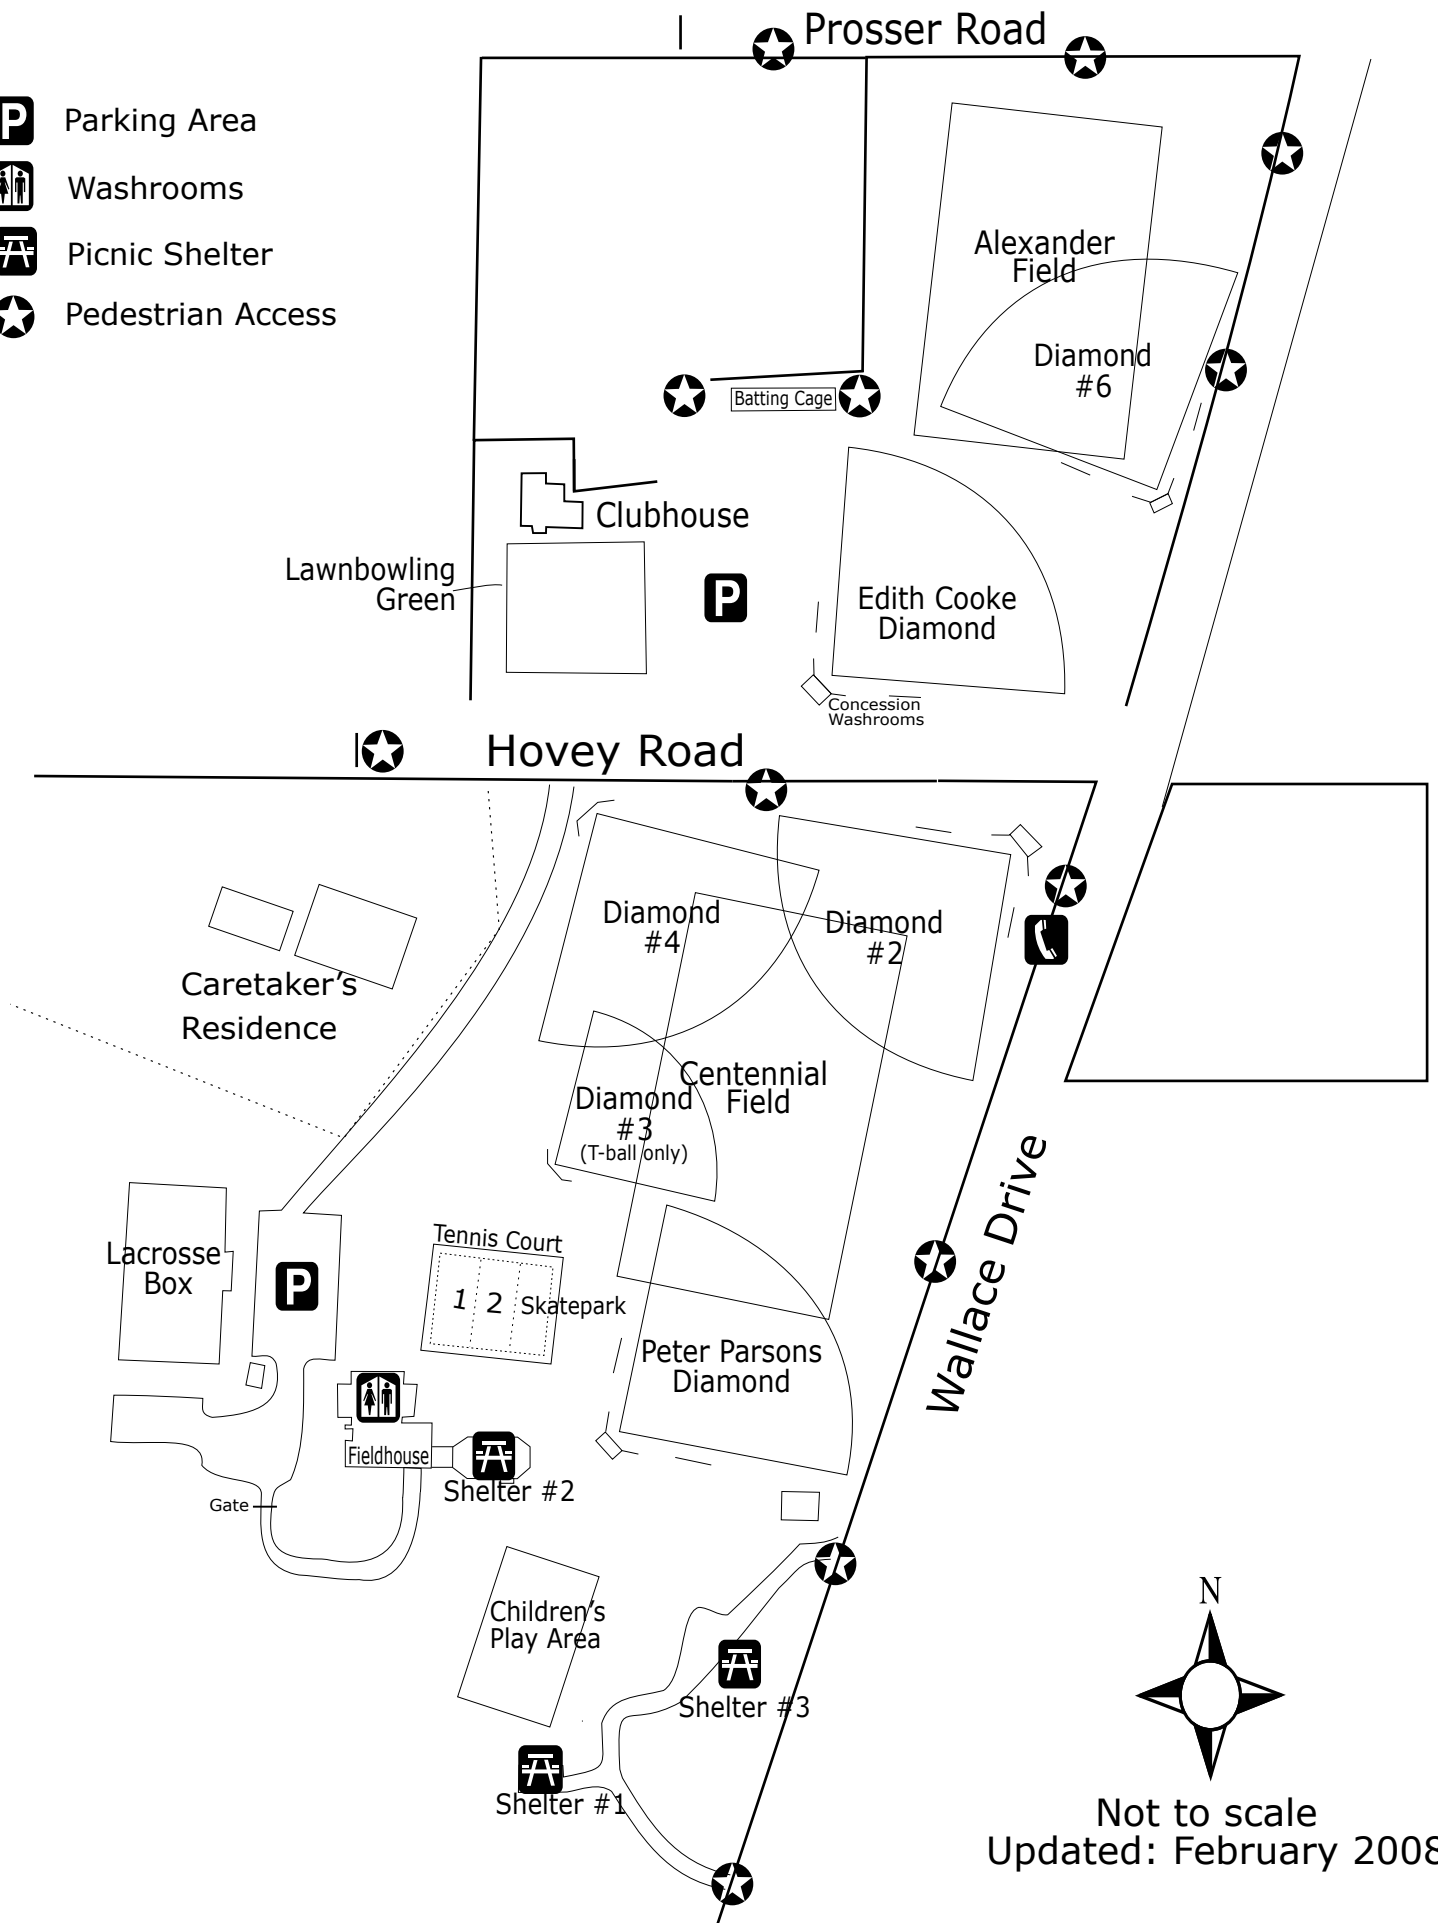 Prosser Road
P Parking Area
Washrooms
Picnic Shelter
Pedestrian Access
Alexander
Field
Diamond
#6
Batting Cage
Clubhouse
Lawnbowling
Green
P
Edith Cooke
Diamond
Concession
Washrooms
Hovey Road
Diamond
#4
Diamond
#2
Caretaker's
Residence
Centennial
Field
Diamond
#3
(T-ball only)
Wallace Drive
Tennis Court
1 2 Skatepark
Lacrosse
Box
P
Peter Parsons
Diamond
Fieldhouse
Shelter #2
Gate
Children's
Play Area
Shelter #3
Shelter #1
N
Not to scale
Updated: February 2008